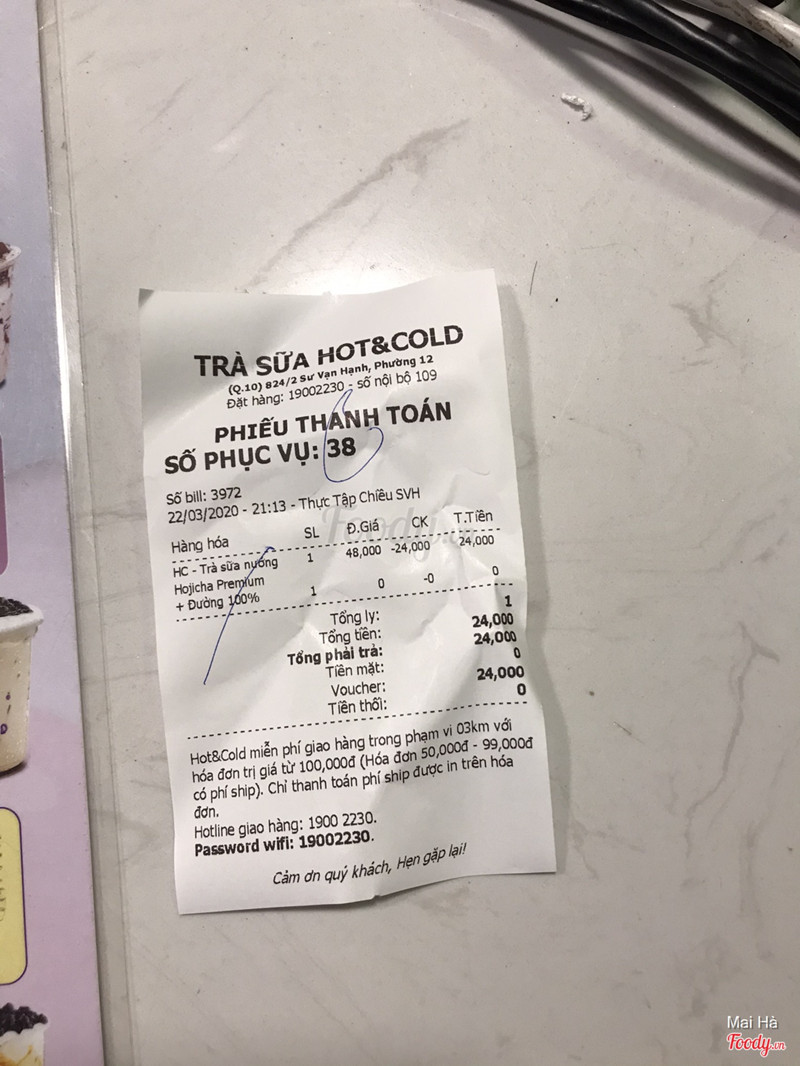 TRÀ SỮA HOT&COLD
(Q.10) 824/2 Sư Vạn Hạnh, Phường 12
Đặt hàng: 19002230 - số nội bộ 109
PHIẾU THANH TOÁN
SỐ PHỤC VỤ: 38
Số bill: 3972
22/03/2020 - 21:13 - Thực Tập Chiều SVH
Hàng hóa SL Đ.Giá CK T.Tiền
HC - Trà sữa nướng 1 48,000 -24,000 24,000
Hojicha Premium
+ Đường 100% 1 0 -0 0
Tổng ly: 1
Tổng tiền: 24,000
Tổng phải trả: 24,000
Tiền mặt: 0
Voucher: 24,000
Tiền thối: 0
Hot&Cold miễn phí giao hàng trong phạm vi 03km với
hóa đơn trị giá từ 100,000đ (Hóa đơn 50,000đ - 99,000đ
có phí ship). Chỉ thanh toán phí ship được in trên hóa
đơn.
Hotline giao hàng: 1900 2230.
Password wifi: 19002230.
Cảm ơn quý khách, Hẹn gặp lại!
Foody.vn
Mai Hà
Foody.vn